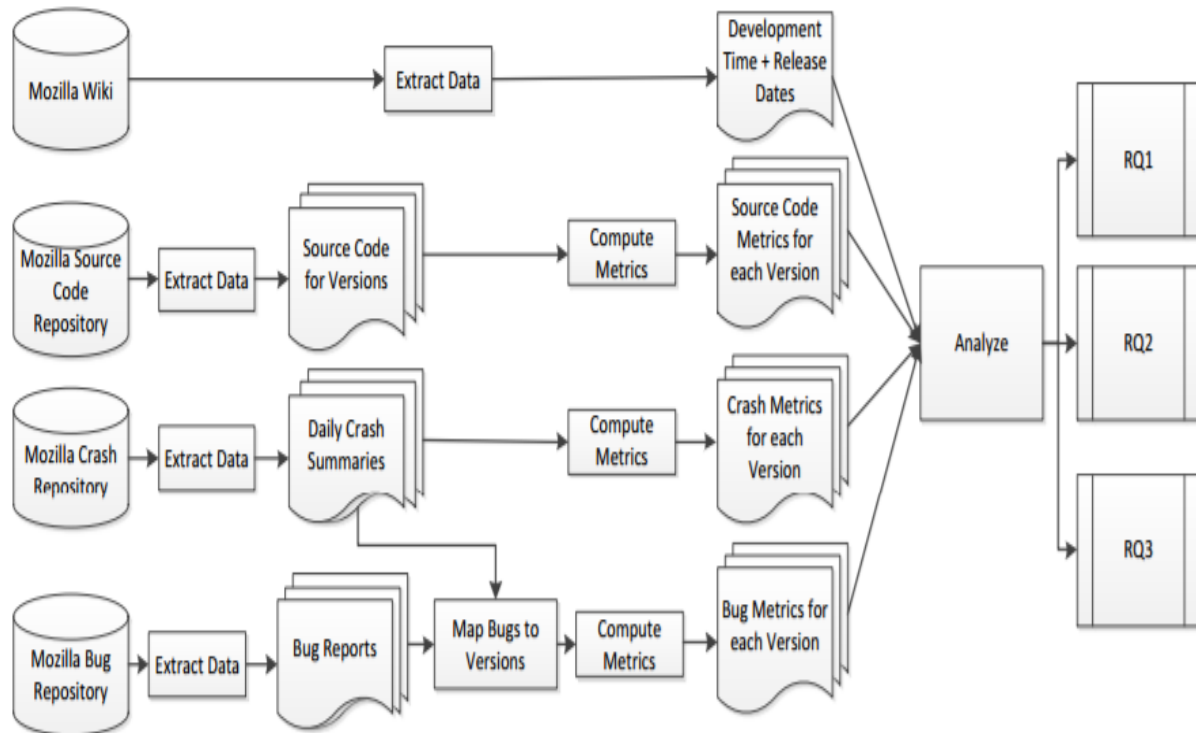 Mozilla Wiki
Extract Data
Development
Time + Release
Dates
Mozilla Source
Code
Repository
Extract Data
Source Code
for Versions
Compute
Metrics
Source Code
Metrics for
each Version
Mozilla Crash
Repository
Extract Data
Daily Crash
Summaries
Compute
Metrics
Crash Metrics
for each
Version
Mozilla Bug
Repository
Extract Data
Bug Reports
Map Bugs to
Versions
Compute
Metrics
Bug Metrics for
each Version
Analyze
RQ1
RQ2
RQ3